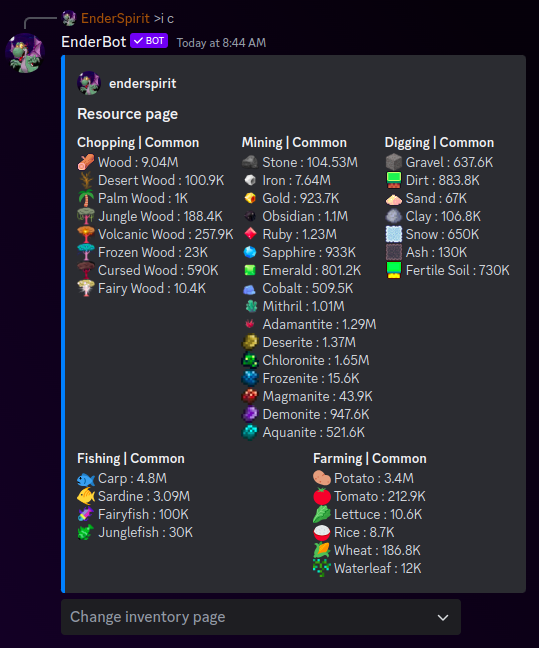 EnderSpirit >i c
EnderBot ✓ BOT Today at 8:44 AM
enderspirit
Resource page
Chopping | Common
Wood : 9.04M
Desert Wood : 100.9K
Palm Wood : 1K
Jungle Wood : 188.4K
Volcanic Wood : 257.9K
Frozen Wood : 23K
Cursed Wood : 590K
Fairy Wood : 10.4K
Mining | Common
Stone : 104.53M
Iron : 7.64M
Gold : 923.7K
Obsidian : 1.1M
Ruby : 1.23M
Sapphire : 933K
Emerald : 801.2K
Cobalt : 509.5K
Mithril : 1.01M
Adamantite : 1.29M
Deserite : 1.37M
Chloronite : 1.65M
Frozenite : 15.6K
Magmanite : 43.9K
Demonite : 947.6K
Aquanite : 521.6K
Digging | Common
Gravel : 637.6K
Dirt : 883.8K
Sand : 67K
Clay : 106.8K
Snow : 650K
Ash : 130K
Fertile Soil : 730K
Fishing | Common
Carp : 4.8M
Sardine : 3.09M
Fairyfish : 100K
Junglefish : 30K
Farming | Common
Potato : 3.4M
Tomato : 212.9K
Lettuce : 10.6K
Rice : 8.7K
Wheat : 186.8K
Waterleaf : 12K
Change inventory page